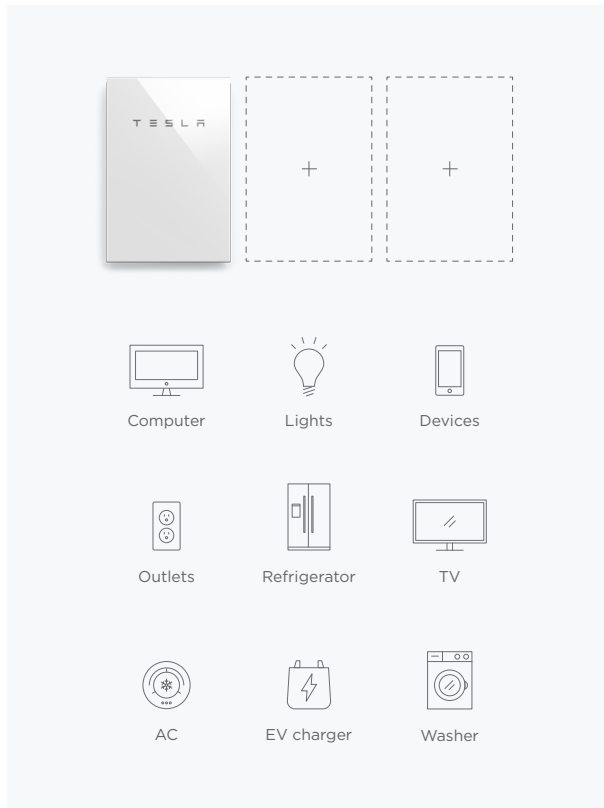 TESLA
Computer
Lights
Devices
Outlets
Refrigerator
TV
AC
EV charger
Washer